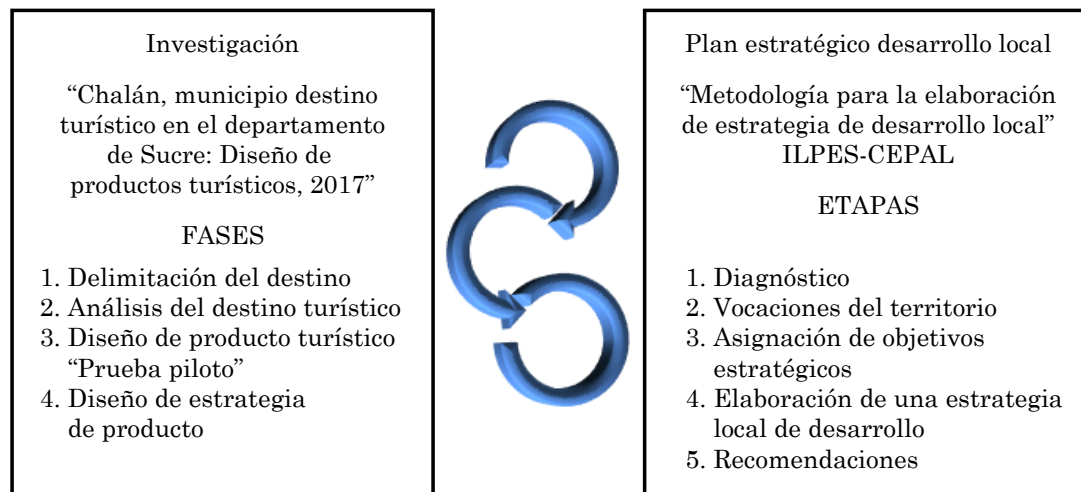 Investigación
“Chalán, municipio destino
turístico en el departamento
de Sucre: Diseño de
productos turísticos, 2017”
FASES
1. Delimitación del destino
2. Análisis del destino turístico
3. Diseño de producto turístico
“Prueba piloto”
4. Diseño de estrategia
de producto
Plan estratégico desarrollo local
“Metodología para la elaboración
de estrategia de desarrollo local”
ILPES-CEPAL
ETAPAS
1. Diagnóstico
2. Vocaciones del territorio
3. Asignación de objetivos
estratégicos
4. Elaboración de una estrategia
local de desarrollo
5. Recomendaciones